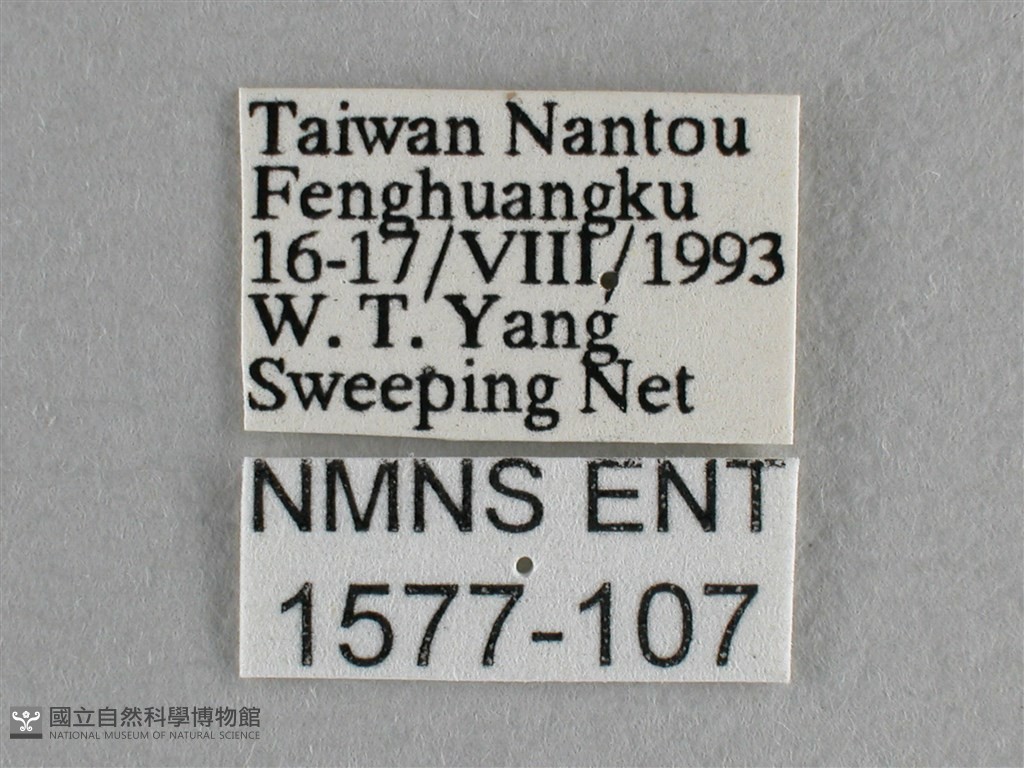 Taiwan Nantou
Fenghuangku
16-17/VIII/1993
W. T. Yang
Sweeping Net
NMNS ENT
1577-107
國立自然科學博物館
NATIONAL MUSEUM OF NATURAL SCIENCE